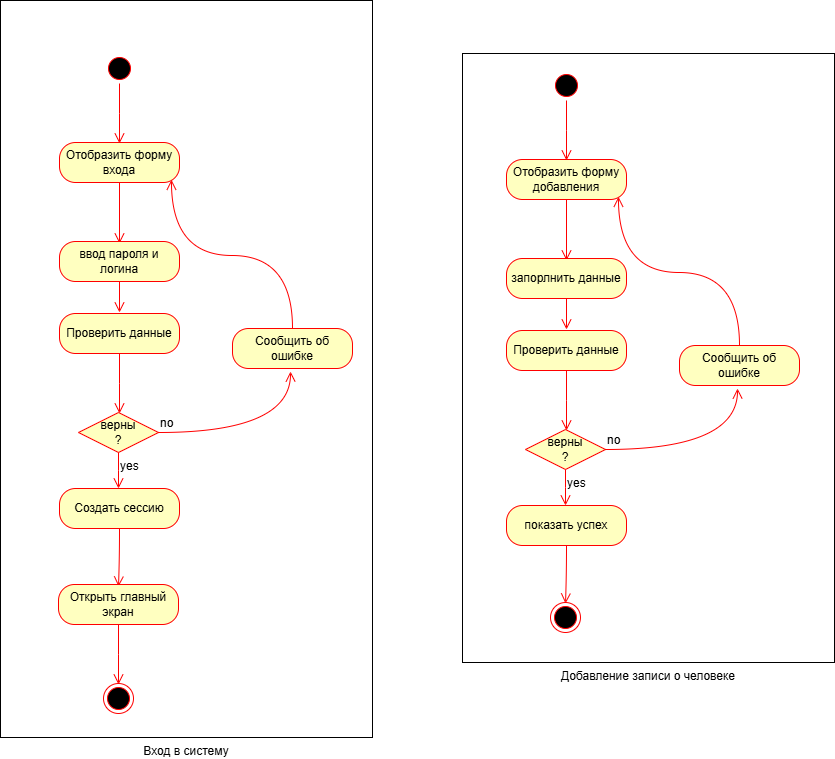 Отобразить форму
входа
ввод пароля и
логина
Проверить данные
Сообщить об
ошибке
верны
?
no
yes
Создать сессию
Открыть главный
экран
Вход в систему
Отобразить форму
добавления
запорлнить данные
Проверить данные
Сообщить об
ошибке
верны
?
no
yes
показать успех
Добавление записи о человеке